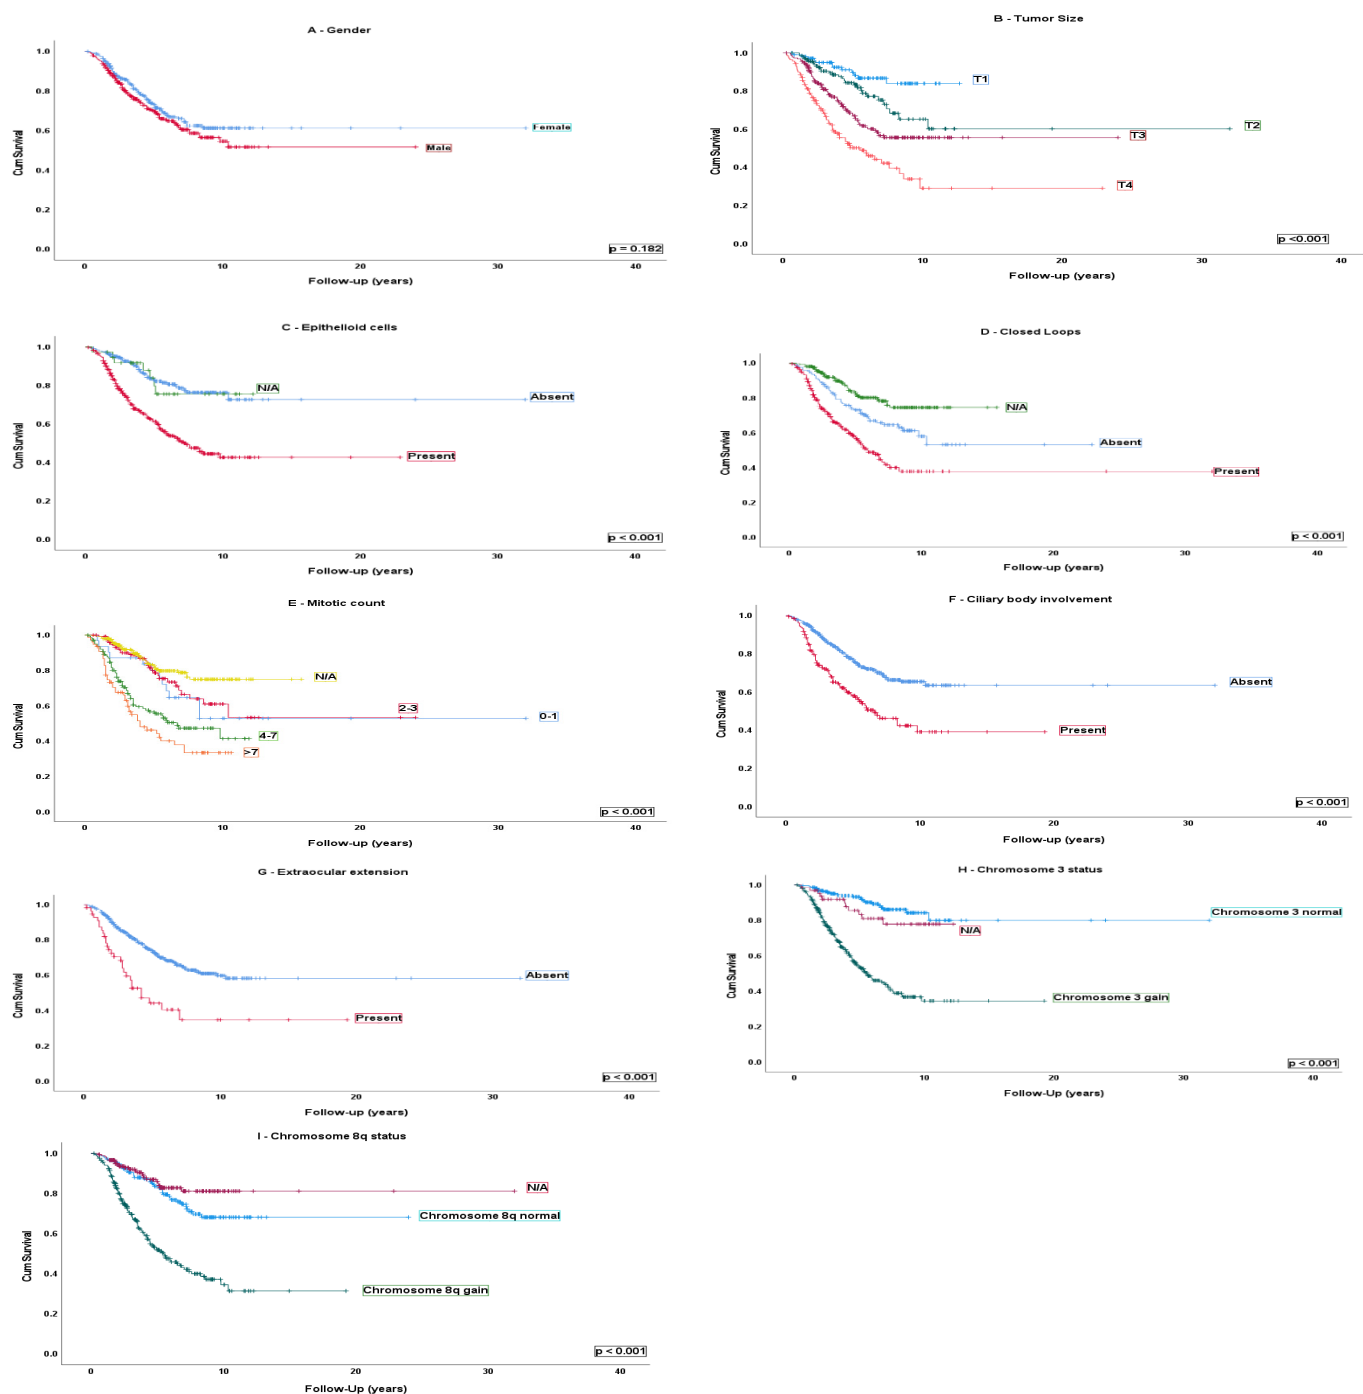 A - Gender
Cum Survival
1.0
0.8
0.6
0.4
0.2
0.0
Female
Male
p = 0.182
0 10 20 30 40
Follow-up (years)
B - Tumor Size
Cum Survival
1.0
0.8
0.6
0.4
0.2
0.0
T1
T2
T3
T4
p <0.001
0 10 20 30 40
Follow-up (years)
C - Epithelioid cells
Cum Survival
1.0
0.8
0.6
0.4
0.2
0.0
N/A
Absent
Present
p < 0.001
0 10 20 30 40
Follow-up (years)
D - Closed Loops
Cum Survival
1.0
0.8
0.6
0.4
0.2
0.0
N/A
Absent
Present
p < 0.001
0 10 20 30 40
Follow-up (years)
E - Mitotic count
Cum Survival
1.0
0.8
0.6
0.4
0.2
0.0
N/A
2-3
0-1
4-7
>7
p < 0.001
0 10 20 30 40
Follow-up (years)
F - Ciliary body involvement
Cum Survival
1.0
0.8
0.6
0.4
0.2
0.0
Absent
Present
p < 0.001
0 10 20 30 40
Follow-up (years)
G - Extraocular extension
Cum Survival
1.0
0.8
0.6
0.4
0.2
0.0
Absent
Present
p < 0.001
0 10 20 30 40
Follow-up (years)
H - Chromosome 3 status
Cum Survival
1.0
0.8
0.6
0.4
0.2
0.0
Chromosome 3 normal
N/A
Chromosome 3 gain
p < 0.001
0 10 20 30 40
Follow-Up (years)
I - Chromosome 8q status
Cum Survival
1.0
0.8
0.6
0.4
0.2
0.0
N/A
Chromosome 8q normal
Chromosome 8q gain
p < 0.001
0 10 20 30 40
Follow-Up (years)